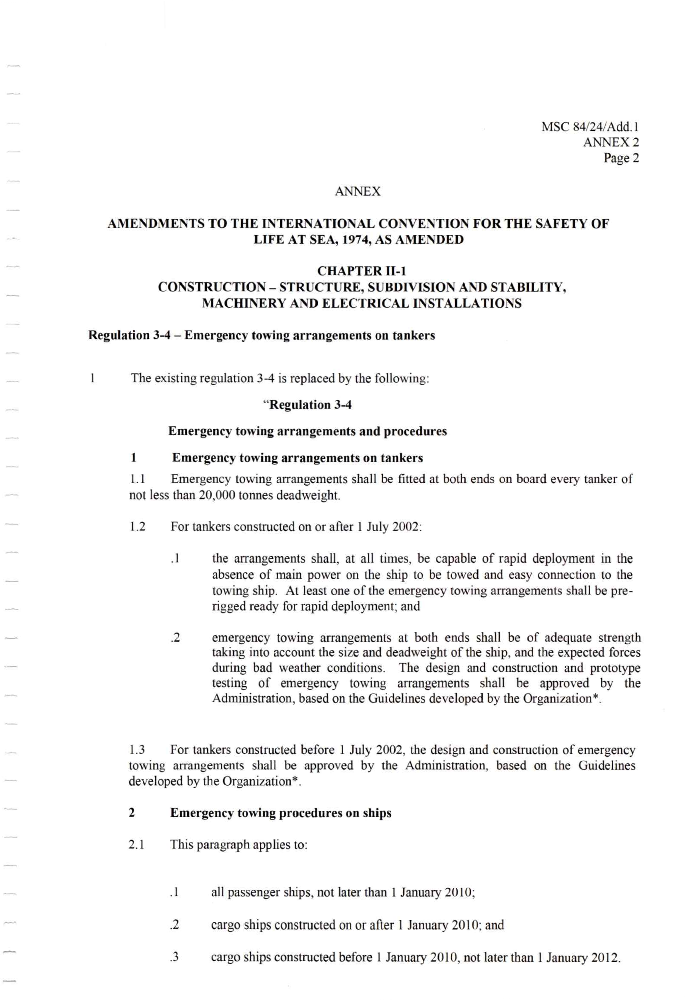 MSC 84/24/Add.1
ANNEX 2
Page 2
ANNEX
AMENDMENTS TO THE INTERNATIONAL CONVENTION FOR THE SAFETY OF
LIFE AT SEA, 1974, AS AMENDED
CHAPTER II-1
CONSTRUCTION – STRUCTURE, SUBDIVISION AND STABILITY,
MACHINERY AND ELECTRICAL INSTALLATIONS
Regulation 3-4 – Emergency towing arrangements on tankers
1 The existing regulation 3-4 is replaced by the following:
“Regulation 3-4
Emergency towing arrangements and procedures
1 Emergency towing arrangements on tankers
1.1 Emergency towing arrangements shall be fitted at both ends on board every tanker of
not less than 20,000 tonnes deadweight.
1.2 For tankers constructed on or after 1 July 2002:
.1 the arrangements shall, at all times, be capable of rapid deployment in the
absence of main power on the ship to be towed and easy connection to the
towing ship. At least one of the emergency towing arrangements shall be pre-
rigged ready for rapid deployment; and
.2 emergency towing arrangements at both ends shall be of adequate strength
taking into account the size and deadweight of the ship, and the expected forces
during bad weather conditions. The design and construction and prototype
testing of emergency towing arrangements shall be approved by the
Administration, based on the Guidelines developed by the Organization*.
1.3 For tankers constructed before 1 July 2002, the design and construction of emergency
towing arrangements shall be approved by the Administration, based on the Guidelines
developed by the Organization*.
2 Emergency towing procedures on ships
2.1 This paragraph applies to:
.1 all passenger ships, not later than 1 January 2010;
.2 cargo ships constructed on or after 1 January 2010; and
.3 cargo ships constructed before 1 January 2010, not later than 1 January 2012.